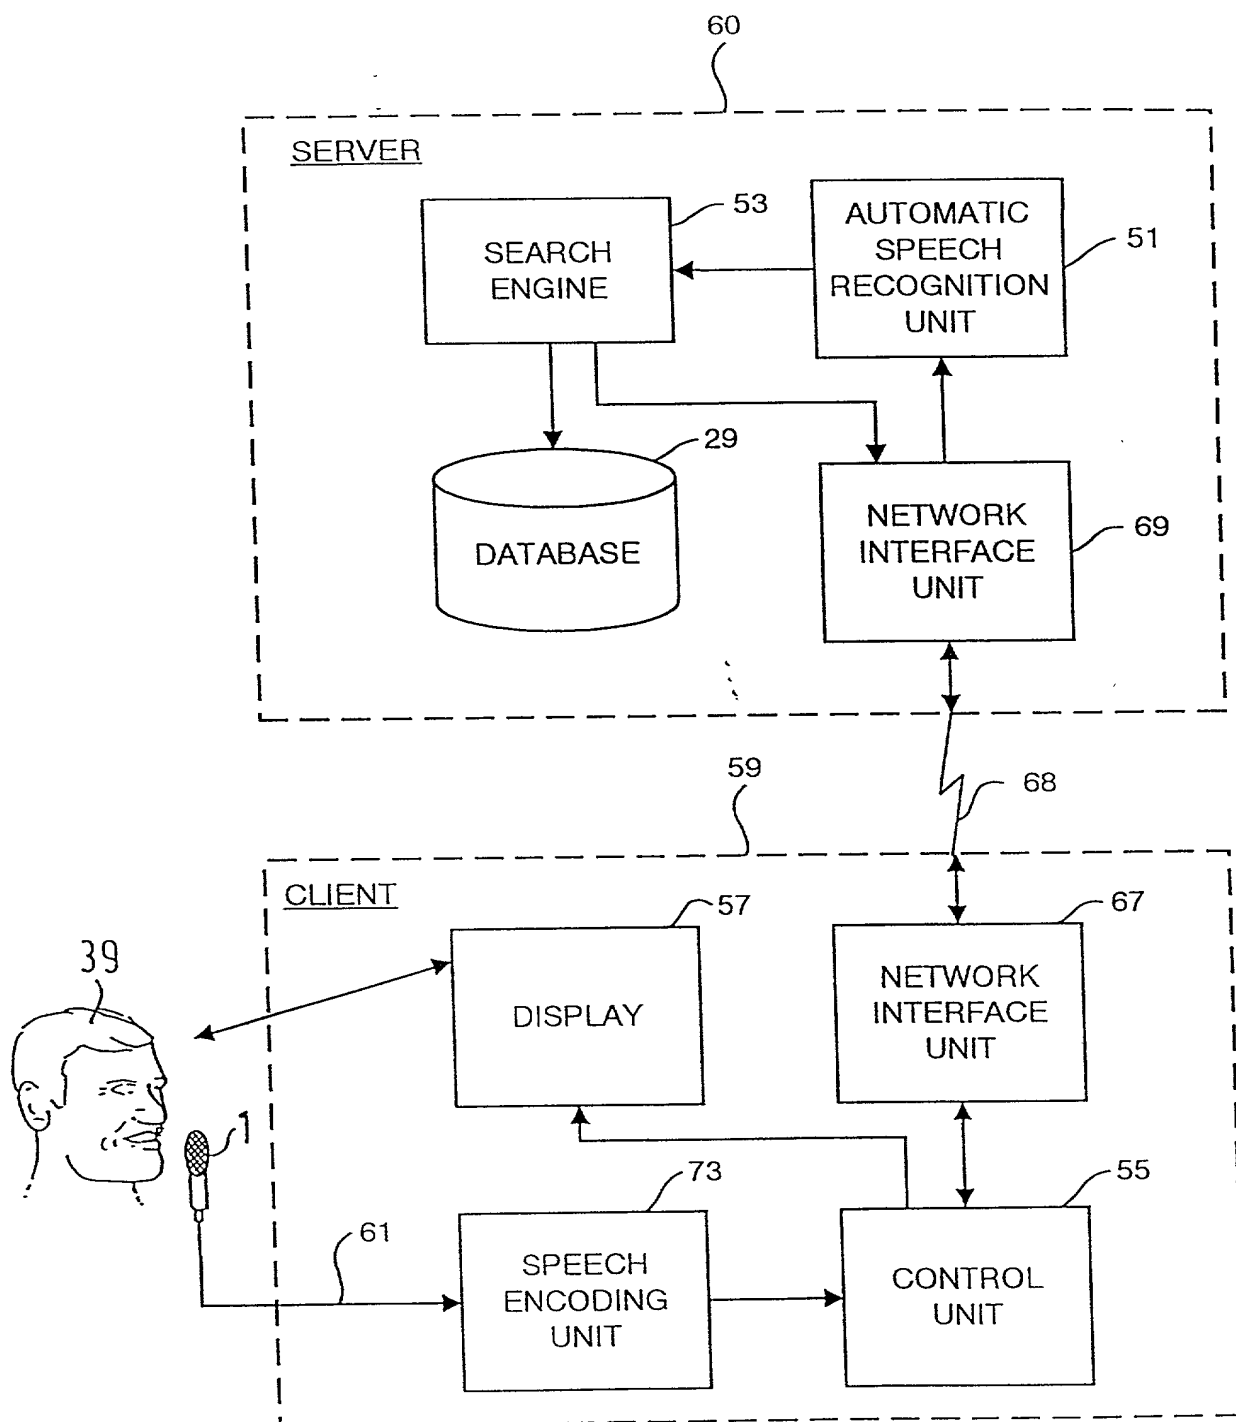 60
SERVER
53
SEARCH
ENGINE
AUTOMATIC
SPEECH
RECOGNITION
UNIT
51
29
DATABASE
NETWORK
INTERFACE
UNIT
69
68
59
CLIENT
57
DISPLAY
67
NETWORK
INTERFACE
UNIT
39
1
61
73
SPEECH
ENCODING
UNIT
55
CONTROL
UNIT